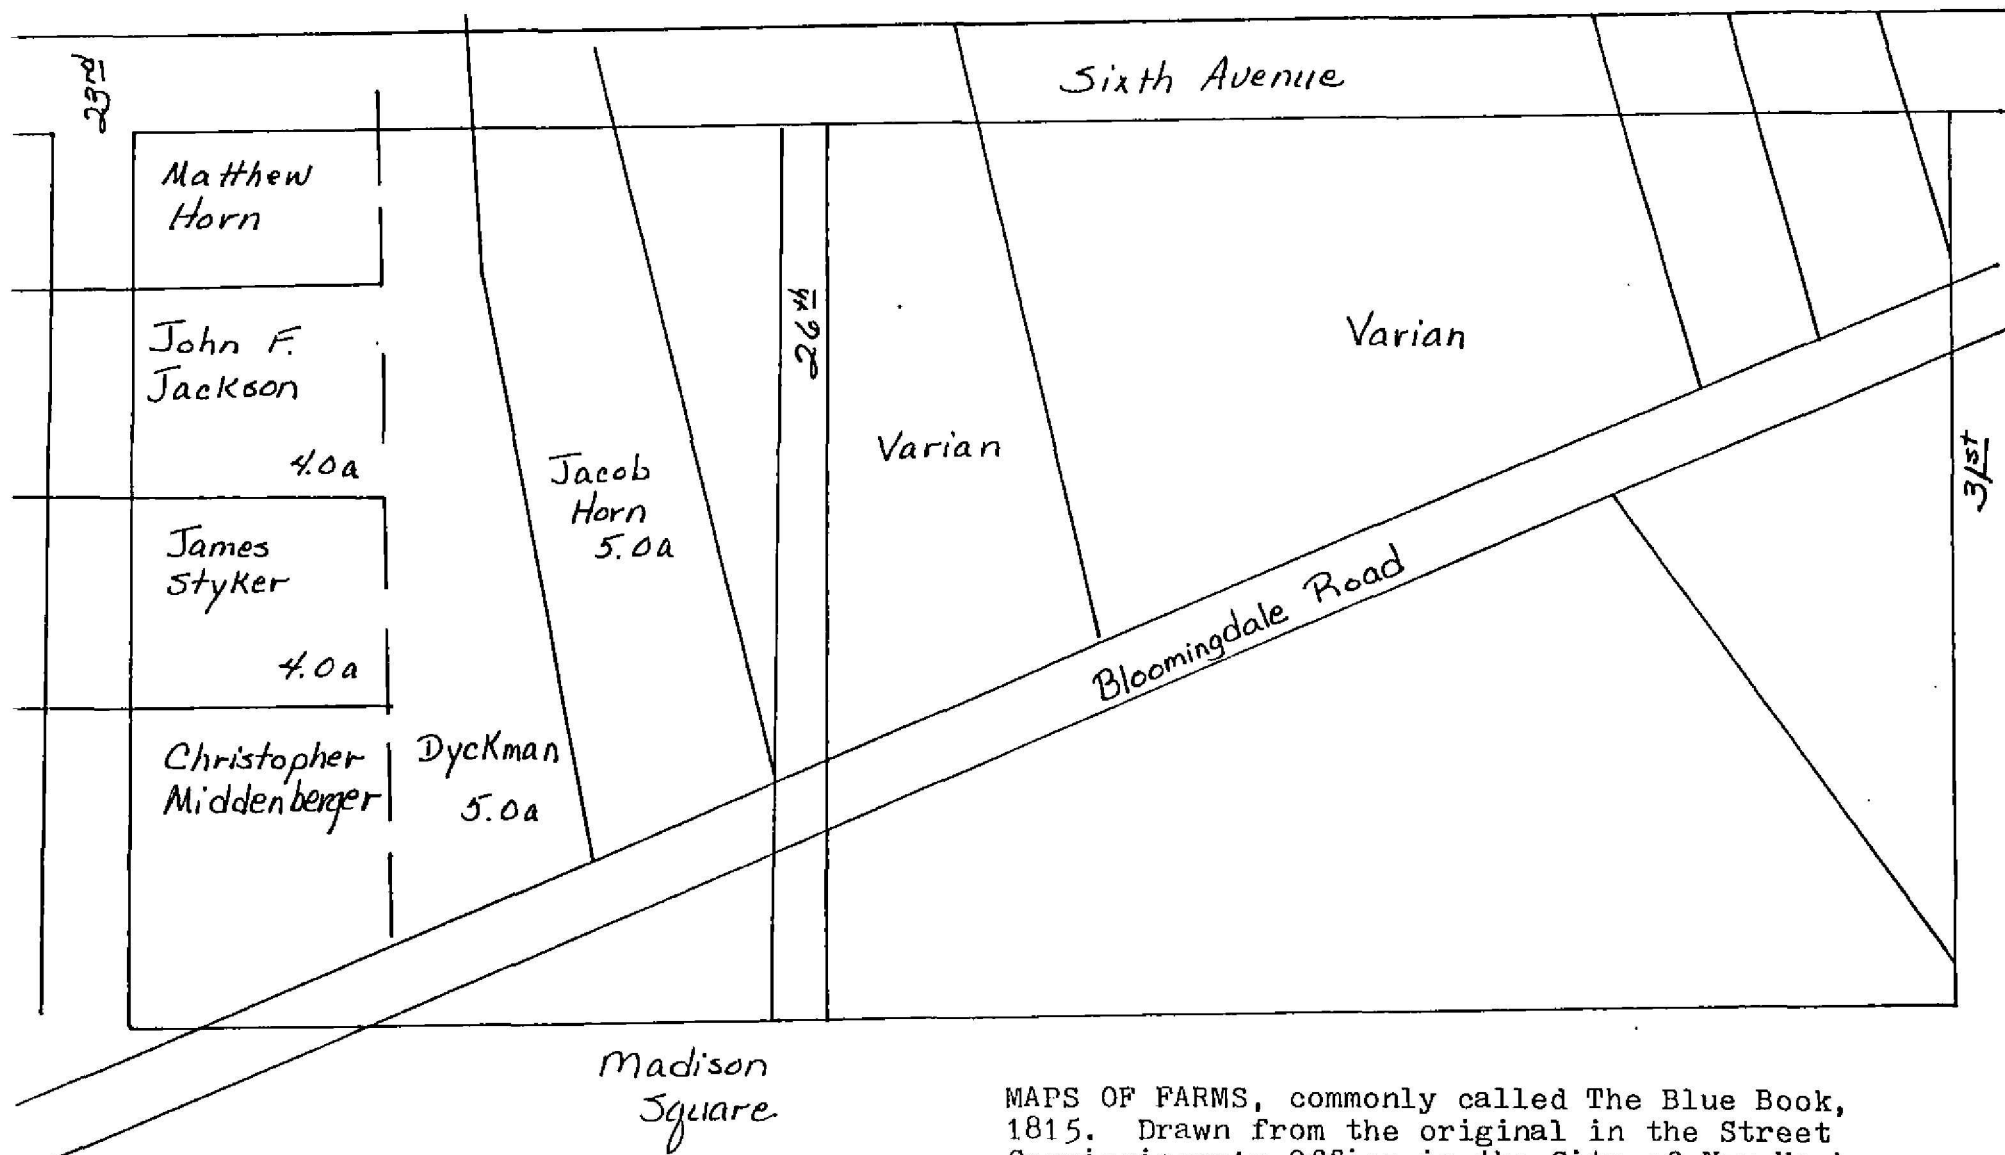 23rd
Sixth Avenue
Matthew
Horn
John F.
Jackson
4.0a
James
Styker
4.0a
Christopher
Middenberger
Dyckman
5.0a
Jacob
Horn
5.0a
26th
Varian
Varian
Bloomingdale Road
31st
Madison
Square
MAPS OF FARMS, commonly called The Blue Book,
1815. Drawn from the original in the Street